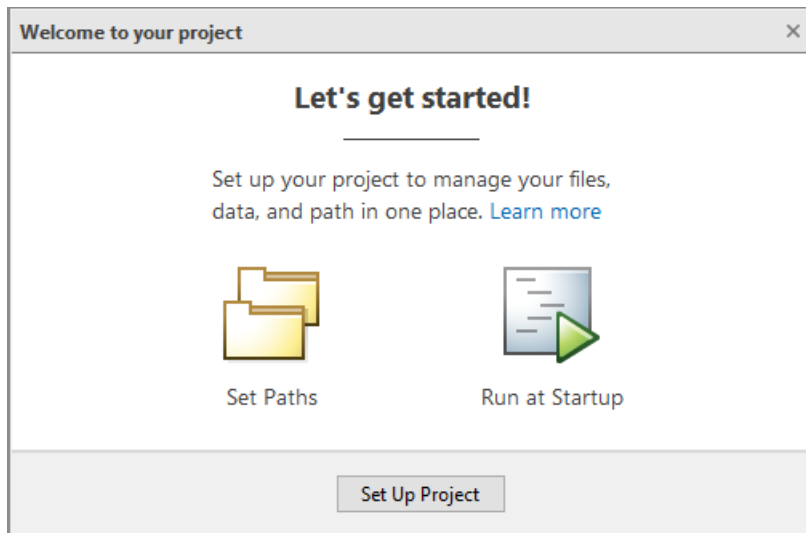 Welcome to your project
Let's get started!
Set up your project to manage your files,
data, and path in one place. Learn more
Set Paths
Run at Startup
Set Up Project